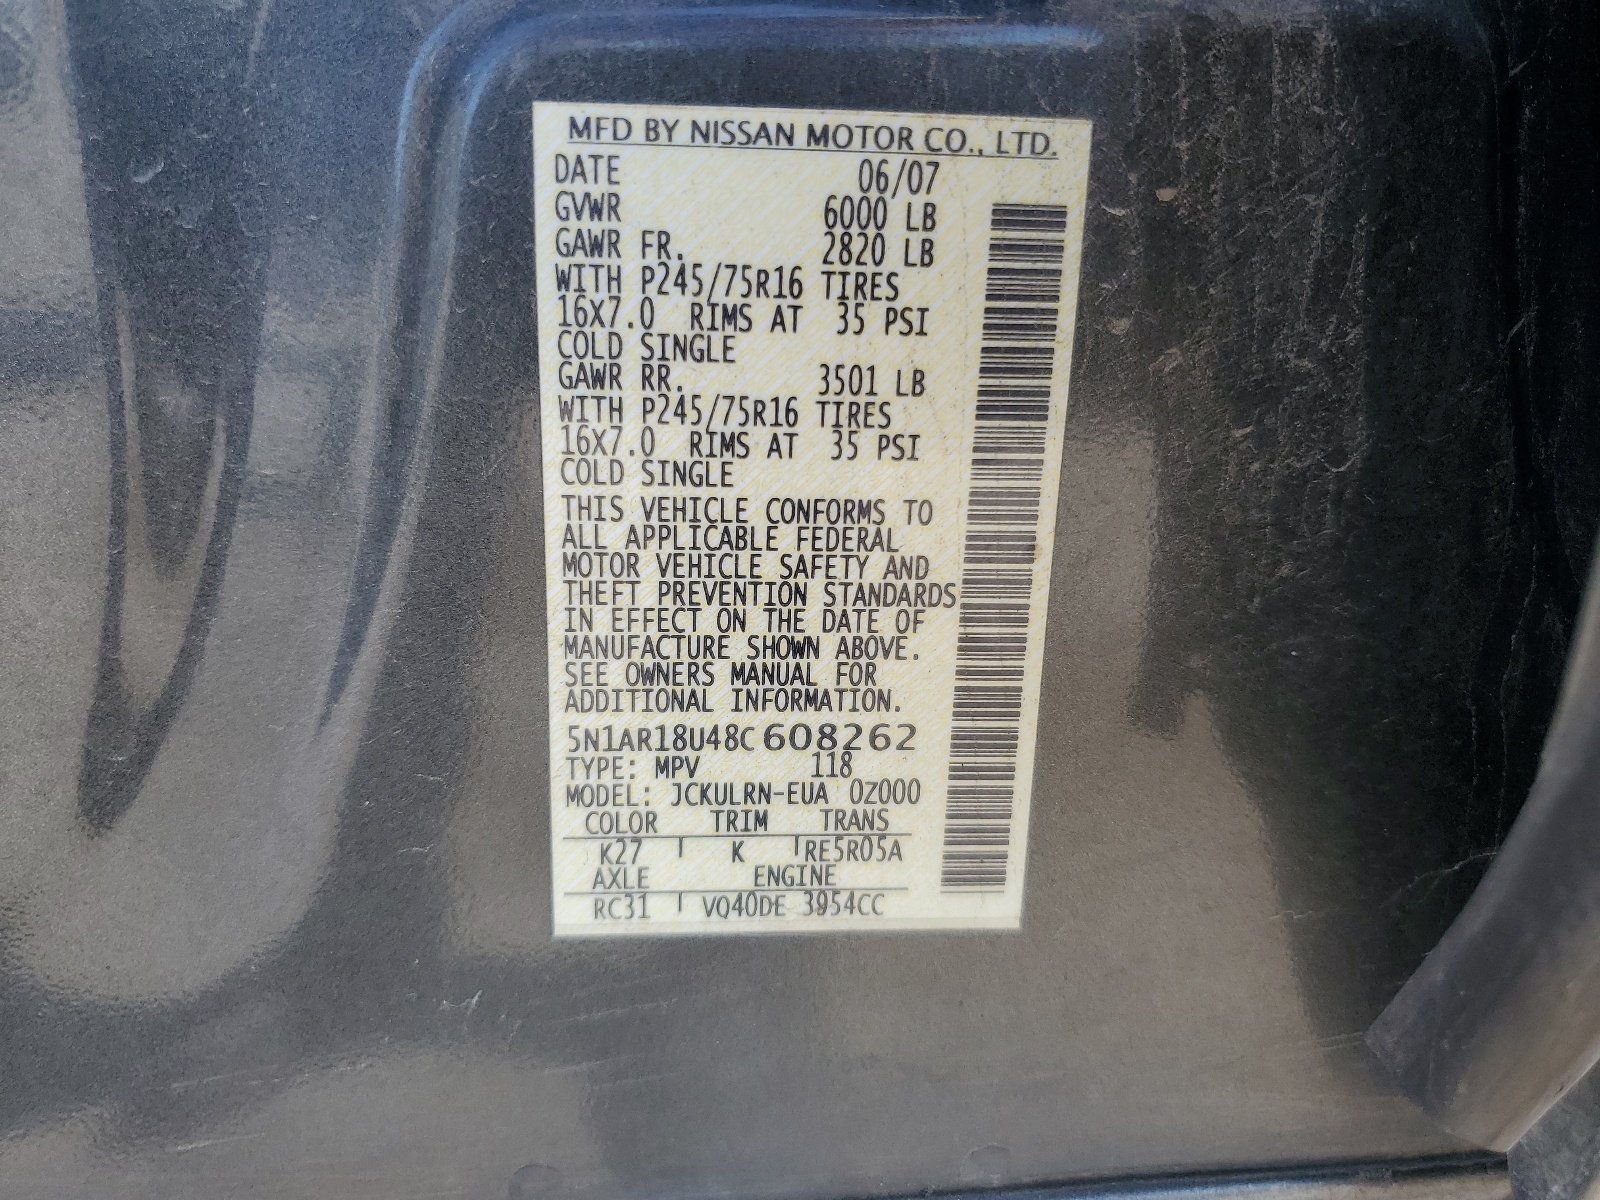 MFD BY NISSAN MOTOR CO., LTD.
DATE 06/07
GVWR 6000 LB
GAWR FR. 2820 LB
WITH P245/75R16 TIRES
16X7.0 RIMS AT 35 PSI
COLD SINGLE
GAWR RR. 3501 LB
WITH P245/75R16 TIRES
16X7.0 RIMS AT 35 PSI
COLD SINGLE
THIS VEHICLE CONFORMS TO
ALL APPLICABLE FEDERAL
MOTOR VEHICLE SAFETY AND
THEFT PREVENTION STANDARDS
IN EFFECT ON THE DATE OF
MANUFACTURE SHOWN ABOVE.
SEE OWNERS MANUAL FOR
ADDITIONAL INFORMATION.
5N1AR18U48C608262
TYPE: MPV 118
MODEL: JCKULRN-EUA 0Z000
COLOR TRIM TRANS
K27 K RE5R05A
AXLE ENGINE
RC31 VQ40DE 3954CC